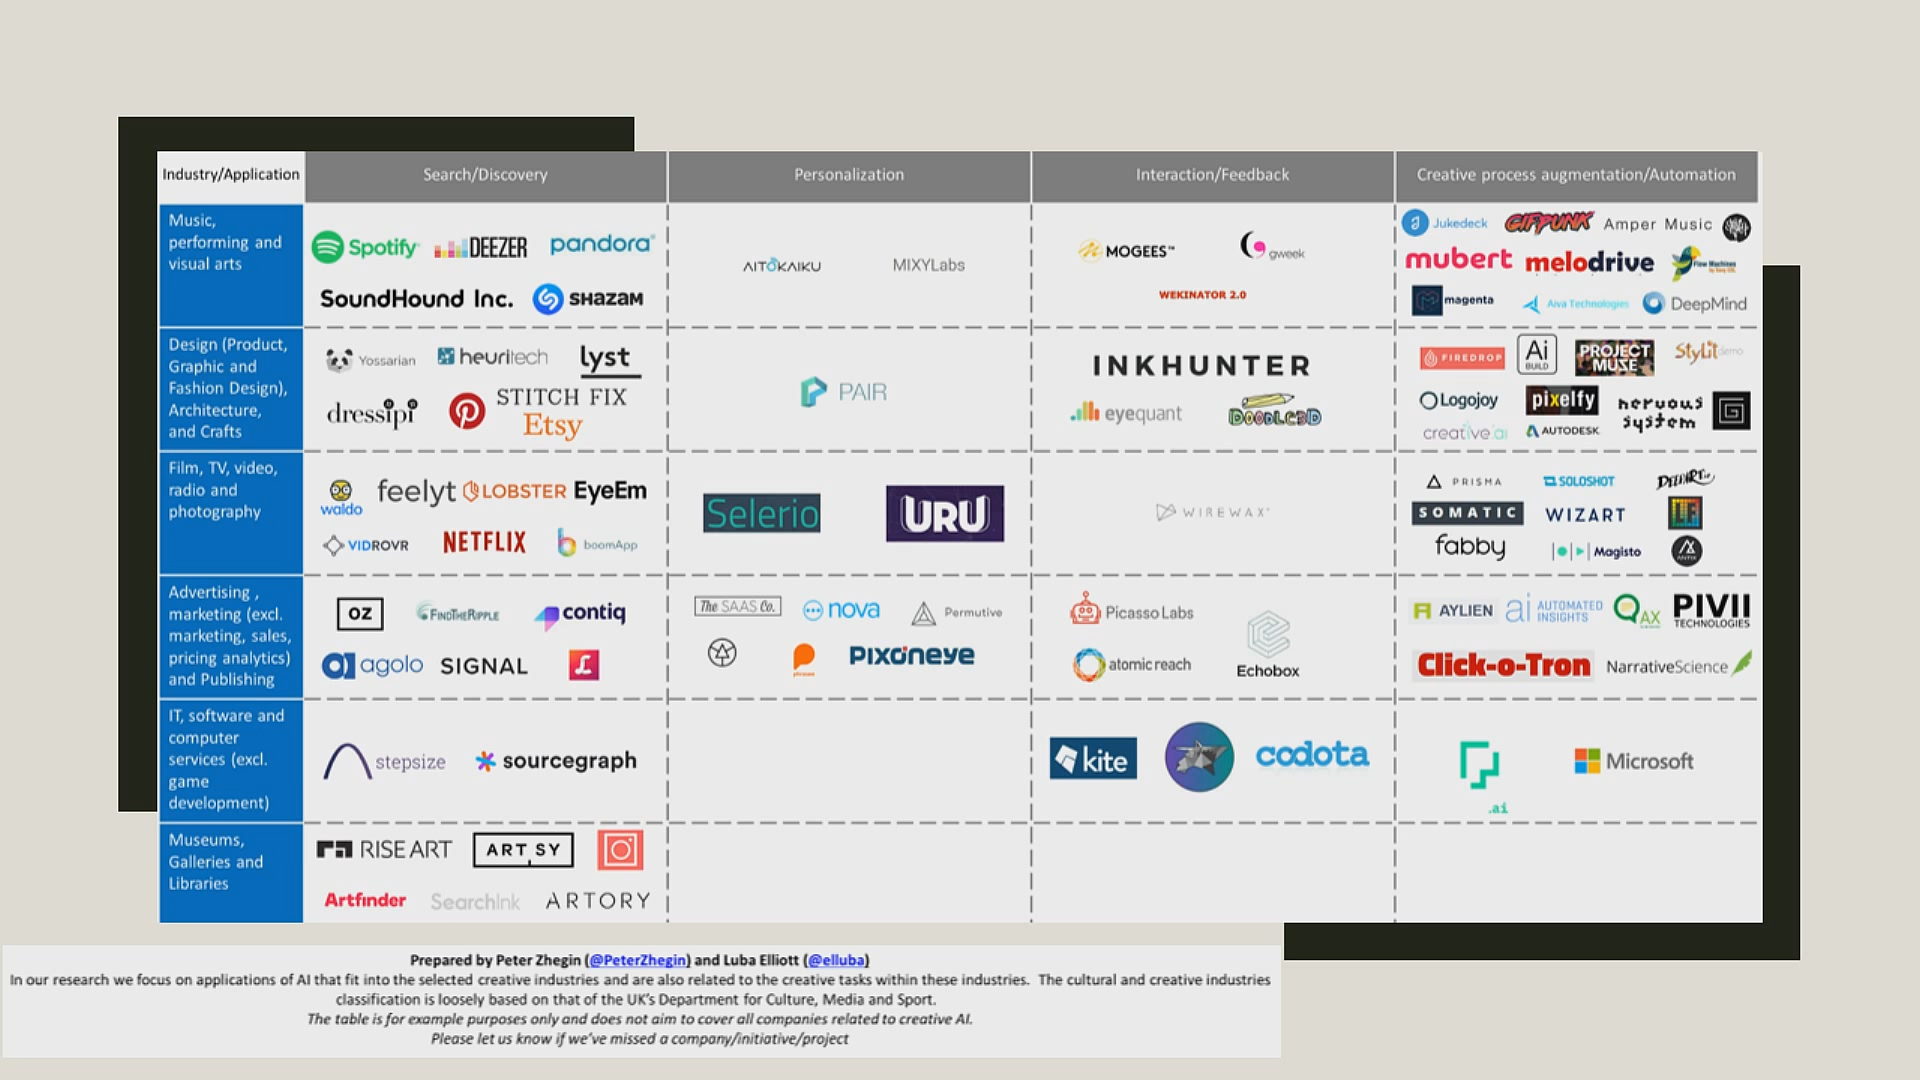 Industry/Application
Search/Discovery
Personalization
Interaction/Feedback
Creative process augmentation/Automation
Music,
performing and
visual arts
Spotify DEEZER pandora
SoundHound Inc. SHAZAM
AITOKAIKU MIXYLabs
MOGEES™ gweek
WEKINATOR 2.0
Jukedeck GIFPUNK Amper Music
mubert melodrive Flow Machines
magenta Aiva Technologies DeepMind
Design (Product,
Graphic and
Fashion Design),
Architecture,
and Crafts
Yossarian heuritech lyst
dressipi STITCH FIX
Etsy
PAIR
INKHUNTER
eyequant DOODLE3D
FIREDROP Ai BUILD PROJECT MUSE StyLit demo
Logojoy pixelfy nervous system
creative.ai AUTODESK
Film, TV, video,
radio and
photography
waldo feelyt LOBSTER EyeEm
VIDROVR NETFLIX boomApp
Selerio URU
WIREWAX
PRISMA SOLOSHOT
SOMATIC WIZART LF
fabby Magisto
Advertising ,
marketing (excl.
marketing, sales,
pricing analytics)
and Publishing
OZ FINDTHERIPPLE contiq
agolo SIGNAL L
The SAAS Co. nova Permutive
phrasee Pixoneye
Picasso Labs
atomic reach Echobox
AYLIEN ai AUTOMATED INSIGHTS QAX PIVII TECHNOLOGIES
Click-o-Tron NarrativeScience
IT, software and
computer
services (excl.
game
development)
stepsize sourcegraph
kite codota
.ai Microsoft
Museums,
Galleries and
Libraries
RISE ART ART SY
Artfinder SearchInk ARTORY
Prepared by Peter Zhegin (@PeterZhegin) and Luba Elliott (@elluba)
In our research we focus on applications of AI that fit into the selected creative industries and are also related to the creative tasks within these industries. The cultural and creative industries
classification is loosely based on that of the UK's Department for Culture, Media and Sport.
The table is for example purposes only and does not aim to cover all companies related to creative AI.
Please let us know if we've missed a company/initiative/project